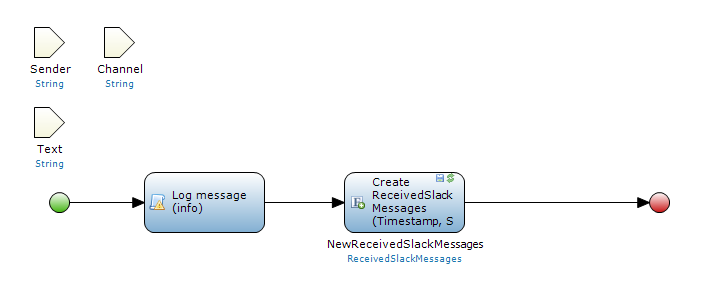 Sender
String
Channel
String
Text
String
Log message
(info)
Create
ReceivedSlack
Messages
(Timestamp, S
NewReceivedSlackMessages
ReceivedSlackMessages